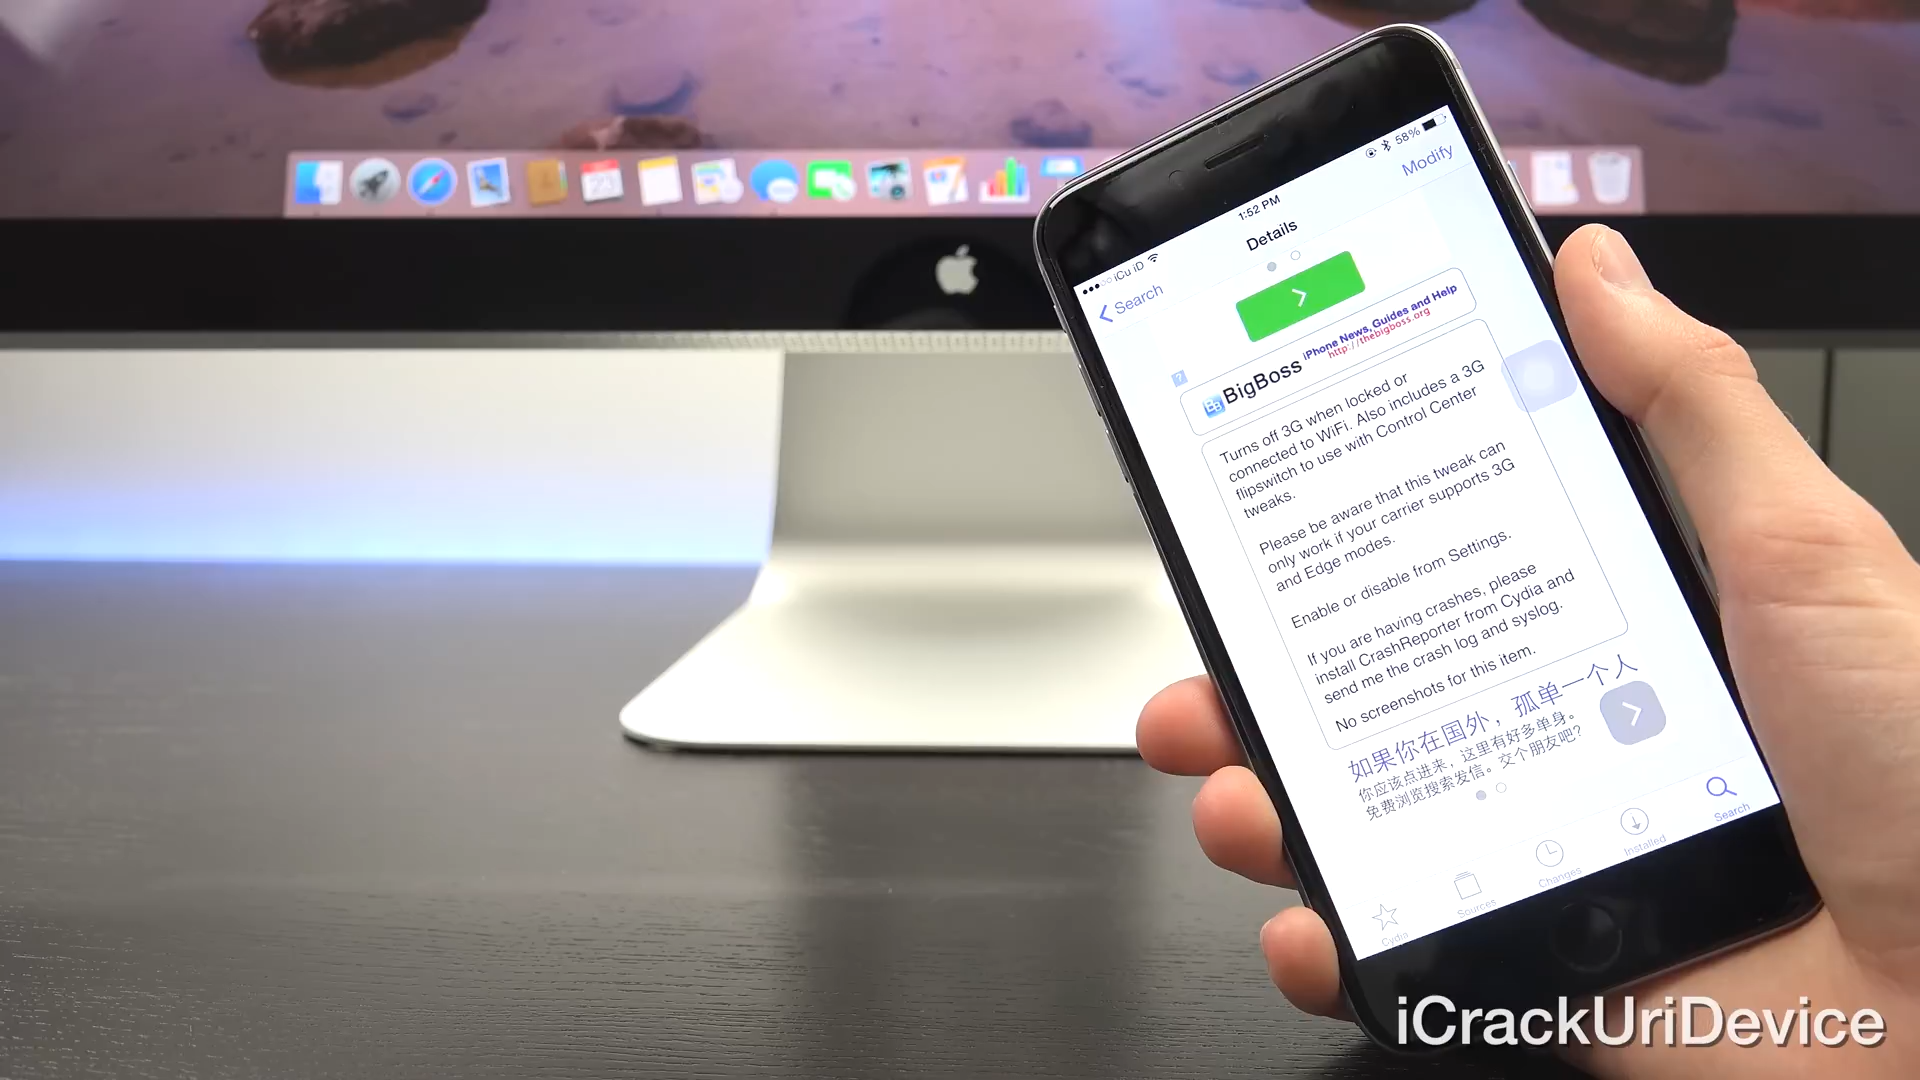 58%
Modify
1:52 PM
Details
iCu iD
Search
iPhone News, Guides and Help
http://thebigboss.org
BigBoss
Turns off 3G when locked or
connected to WiFi. Also includes a 3G
flipswitch to use with Control Center
tweaks.
Please be aware that this tweak can
only work if your carrier supports 3G
and Edge modes.
Enable or disable from Settings.
If you are having crashes, please
install CrashReporter from Cydia and
send me the crash log and syslog.
No screenshots for this item.
如果你在国外，孤单一个人
你应该点进来，这里有好多单身。
免费浏览搜索发信。交个朋友吧？
Cydia
Sources
Changes
Installed
Search
23
iCrackUriDevice